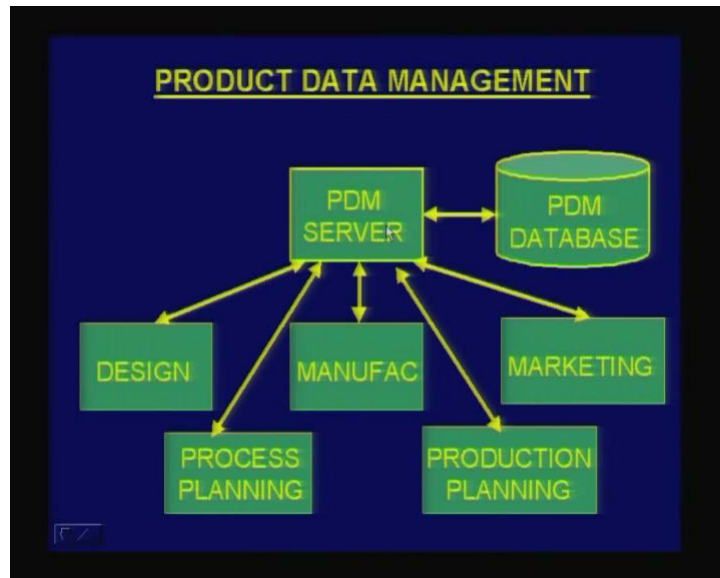 PRODUCT DATA MANAGEMENT
PDM
SERVER
PDM
DATABASE
DESIGN
MANUFAC
MARKETING
PROCESS
PLANNING
PRODUCTION
PLANNING